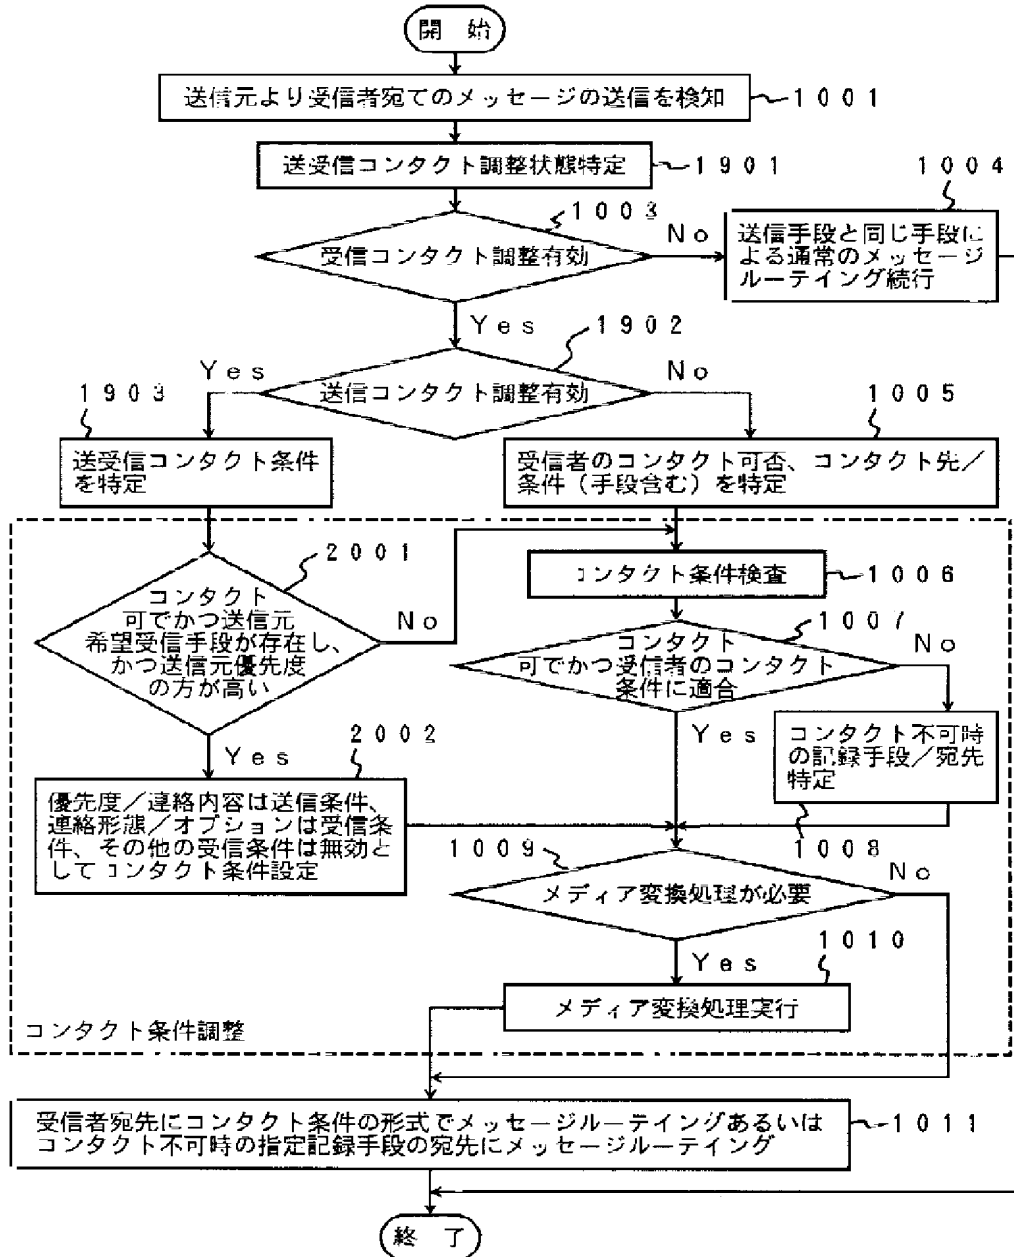 開 始
送信元より受信者宛てのメッセージの送信を検知
1001
送受信コンタクト調整状態特定
1901
1003
受信コンタクト調整有効
No
1004
送信手段と同じ手段に
よる通常のメッセージ
ルーテイング続行
Yes
1902
送信コンタクト調整有効
Yes
No
1903
送受信コンタクト条件
を特定
1005
受信者のコンタクト可否、コンタクト先/
条件(手段含む)を特定
2001
コンタクト
可でかつ送信元
希望受信手段が存在し、
かつ送信元優先度
の方が高い
No
コンタクト条件検査
1006
1007
コンタクト
可でかつ受信者のコンタクト
条件に適合
No
Yes
2002
優先度/連絡内容は送信条件、
連絡形態/オプションは受信条
件、その他の受信条件は無効と
してコンタクト条件設定
Yes
コンタクト不可時
の記録手段/宛先
特定
1008
1009
メディア変換処理が必要
No
Yes
1010
メディア変換処理実行
コンタクト条件調整
受信者宛先にコンタクト条件の形式でメッセージルーテイングあるいは
コンタクト不可時の指定記録手段の宛先にメッセージルーテイング
1011
終 了